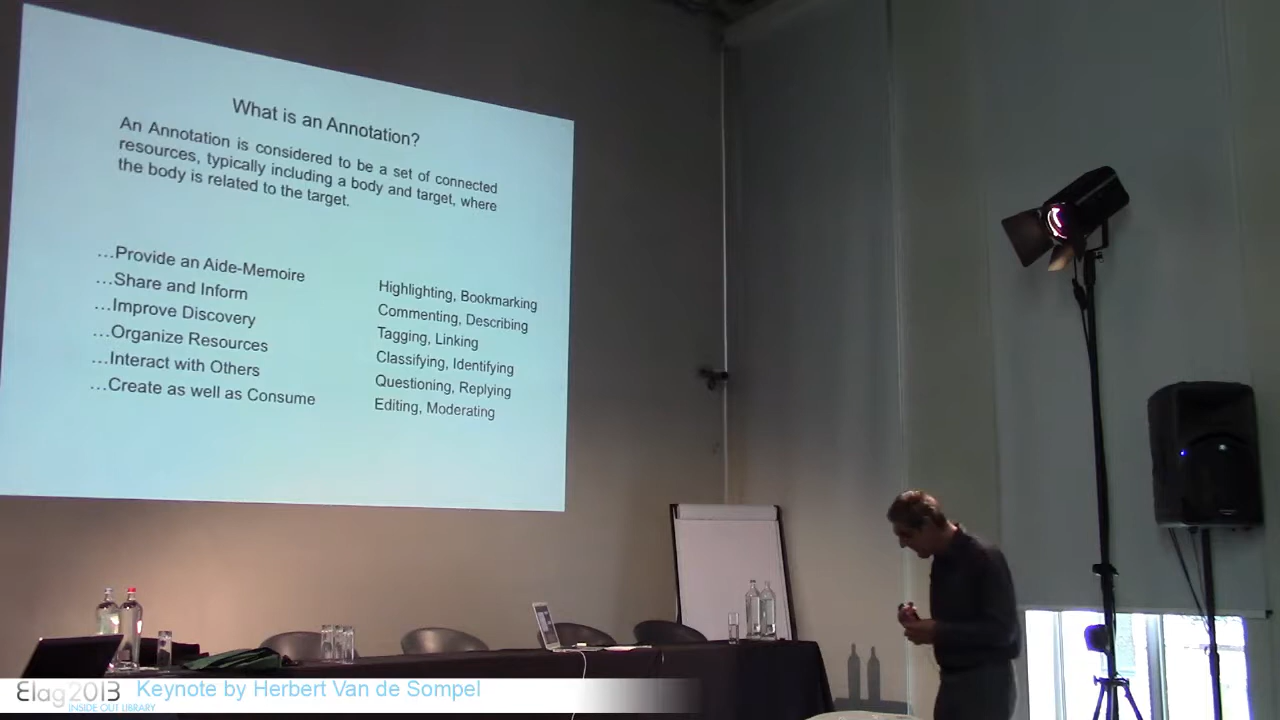 What is an Annotation?
An Annotation is considered to be a set of connected
resources, typically including a body and target, where
the body is related to the target.
…Provide an Aide-Memoire
…Share and Inform
…Improve Discovery
…Organize Resources
…Interact with Others
…Create as well as Consume
Highlighting, Bookmarking
Commenting, Describing
Tagging, Linking
Classifying, Identifying
Questioning, Replying
Editing, Moderating
Elag2013
INSIDE OUT LIBRARY
Keynote by Herbert Van de Sompel